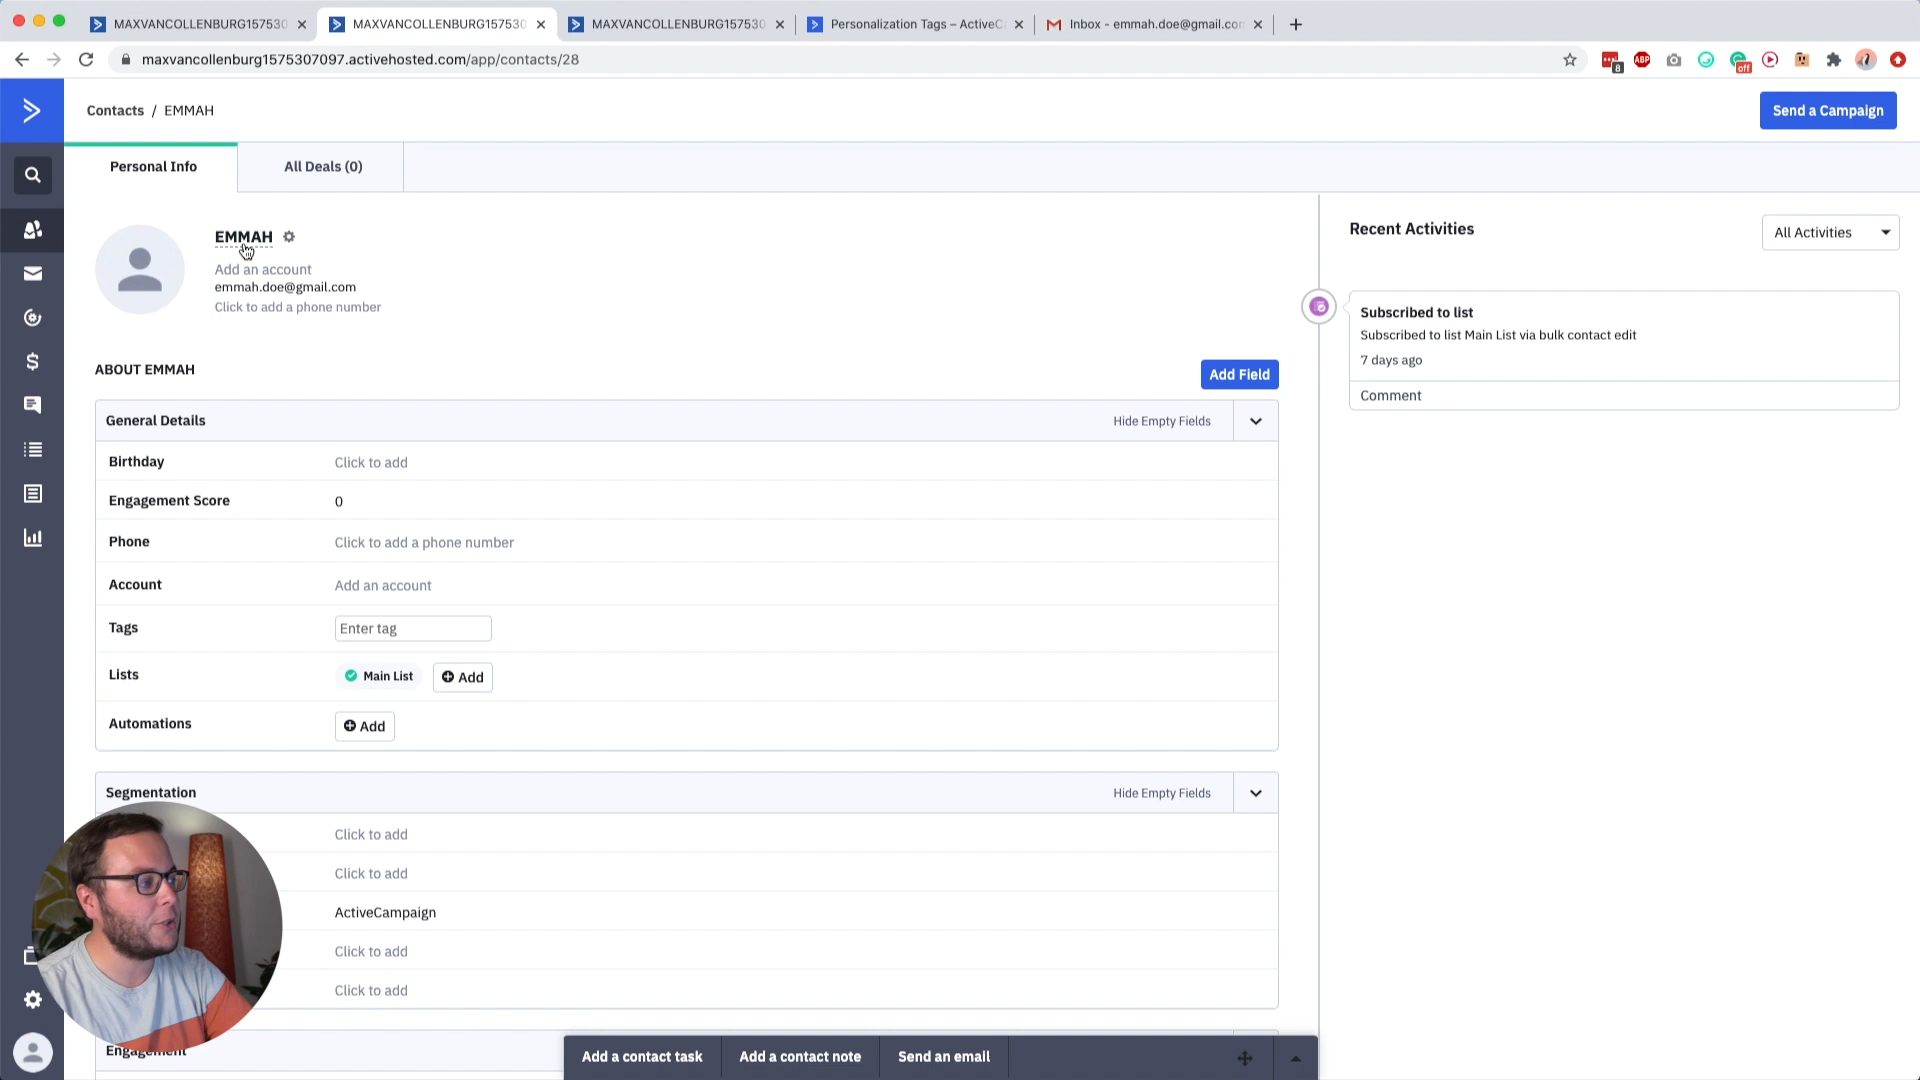 MAXVANCOLLENBURG157530
MAXVANCOLLENBURG157530
MAXVANCOLLENBURG157530
Personalization Tags – ActiveC
Inbox - emmah.doe@gmail.com
maxvancollenburg1575307097.activehosted.com/app/contacts/28
8
ABP
off
Contacts / EMMAH
Send a Campaign
Personal Info
All Deals (0)
EMMAH
Add an account
emmah.doe@gmail.com
Click to add a phone number
Recent Activities
All Activities
Subscribed to list
Subscribed to list Main List via bulk contact edit
7 days ago
Comment
ABOUT EMMAH
Add Field
General Details
Hide Empty Fields
Birthday
Click to add
Engagement Score
0
Phone
Click to add a phone number
Account
Add an account
Tags
Enter tag
Lists
Main List
Add
Automations
Add
Segmentation
Hide Empty Fields
Click to add
Click to add
ActiveCampaign
Click to add
Click to add
Engagement
Add a contact task
Add a contact note
Send an email